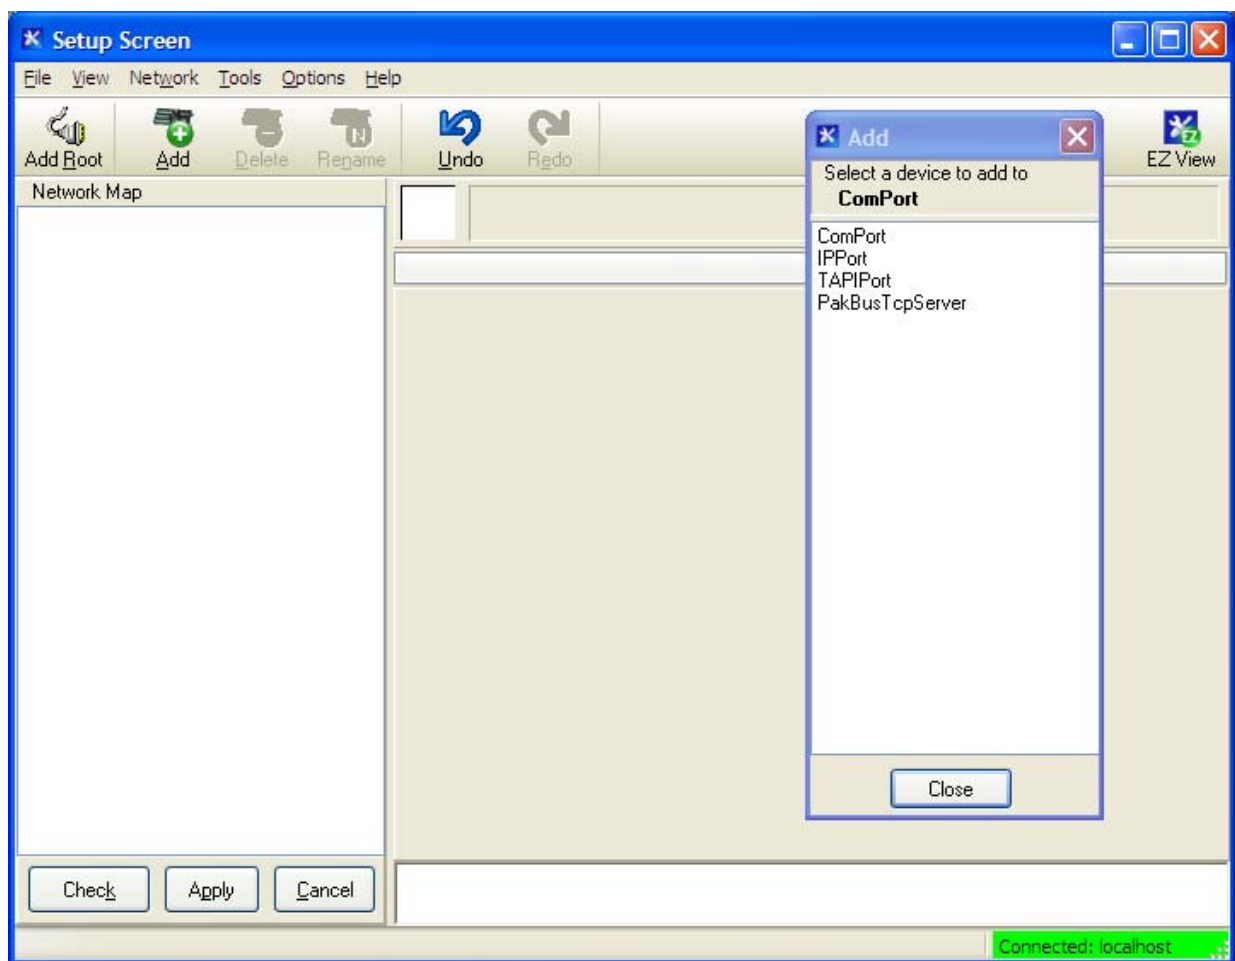 Setup Screen
File View Network Tools Options Help
Add Root Add Delete Rename Undo Redo EZ View
Network Map
Add
Select a device to add to
ComPort
ComPort
IPPort
TAPIPort
PakBusTcpServer
Close
Check Apply Cancel
Connected: localhost